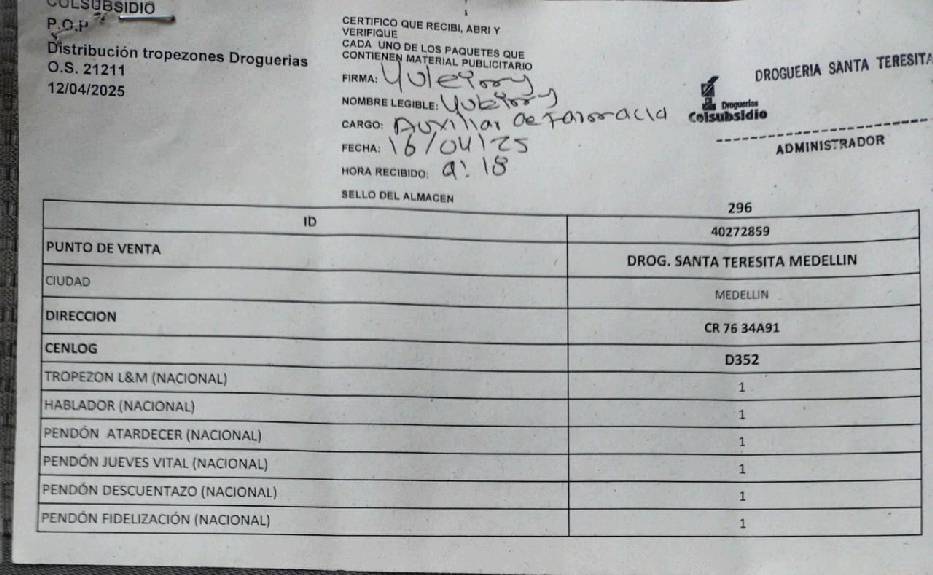 COLSUBSIDIO
P.O.P
Distribución tropezones Droguerias
O.S. 21211
12/04/2025
CERTIFICO QUE RECIBI, ABRI Y
VERIFIQUE
CADA UNO DE LOS PAQUETES QUE
CONTIENEN MATERIAL PUBLICITARIO
FIRMA:
NOMBRE LEGIBLE:
CARGO: Auxiliar de Farmacia
FECHA: 16/04/25
HORA RECIBIDO: 9:18
SELLO DEL ALMACEN
DROGUERIA SANTA TERESITA
Droguerías
Colsubsidio
ADMINISTRADOR
296
ID 40272859
PUNTO DE VENTA DROG. SANTA TERESITA MEDELLIN
CIUDAD MEDELLIN
DIRECCION CR 76 34A91
CENLOG D352
TROPEZON L&M (NACIONAL) 1
HABLADOR (NACIONAL) 1
PENDÓN ATARDECER (NACIONAL) 1
PENDÓN JUEVES VITAL (NACIONAL) 1
PENDÓN DESCUENTAZO (NACIONAL) 1
PENDÓN FIDELIZACIÓN (NACIONAL) 1